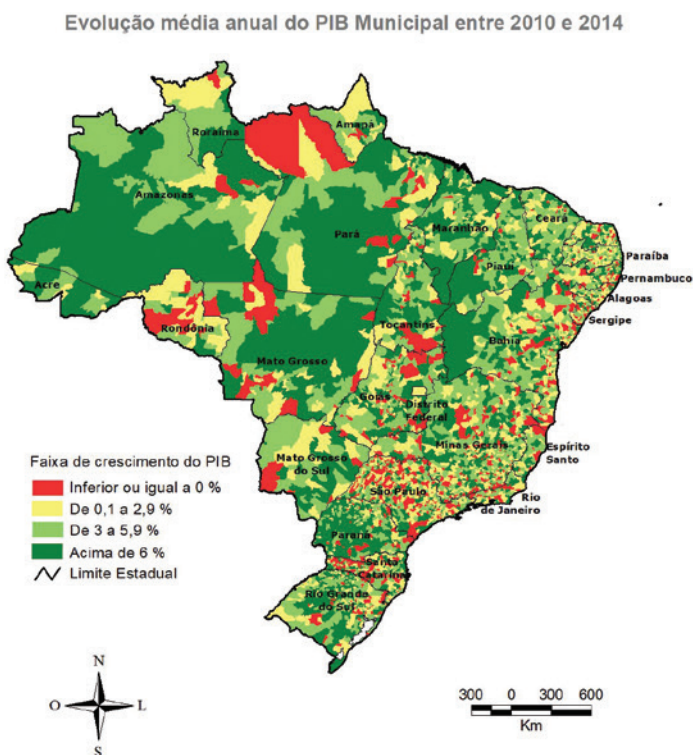 Evolução média anual do PIB Municipal entre 2010 e 2014
Roraima
Amapá
Amazonas
Pará
Maranhão
Ceará
Paraíba
Piauí
Pernambuco
Acre
Alagoas
Sergipe
Rondônia
Tocantins
Bahia
Mato Grosso
Goiás
Distrito
Federal
Minas Gerais
Espírito
Santo
Mato Grosso
do Sul
São Paulo
Rio
de Janeiro
Paraná
Santa
Catarina
Rio Grande
do Sul
Faixa de crescimento do PIB
Inferior ou igual a 0 %
De 0,1 a 2,9 %
De 3 a 5,9 %
Acima de 6 %
Limite Estadual
N
O L
S
300 0 300 600
Km